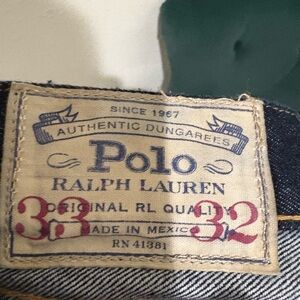 SINCE 1967
AUTHENTIC DUNGAREES
Polo
RALPH LAUREN
ORIGINAL RL QUALITY
33 MADE IN MEXICO 32
RN 41381